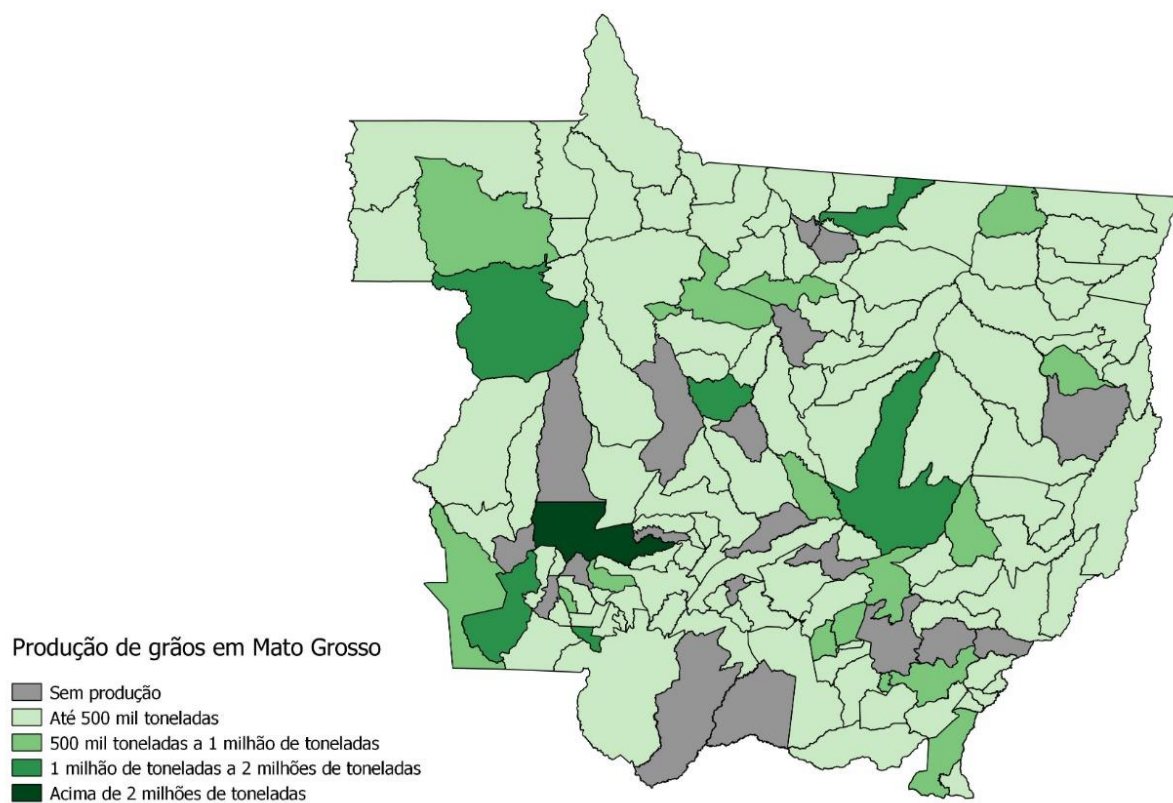 Produção de grãos em Mato Grosso
Sem produção
Até 500 mil toneladas
500 mil toneladas a 1 milhão de toneladas
1 milhão de toneladas a 2 milhões de toneladas
Acima de 2 milhões de toneladas